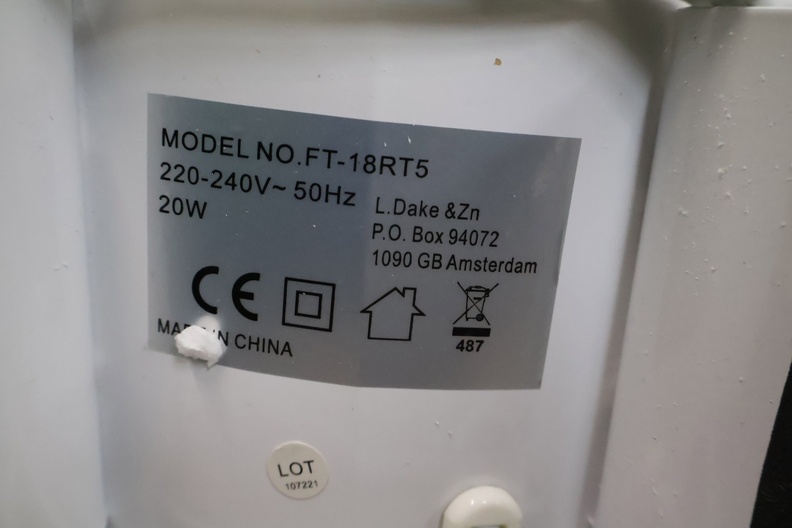 MODEL NO.FT-18RT5
220-240V~ 50Hz
20W
L.Dake &Zn
P.O. Box 94072
1090 GB Amsterdam
CE
487
IN CHINA
LOT
107221